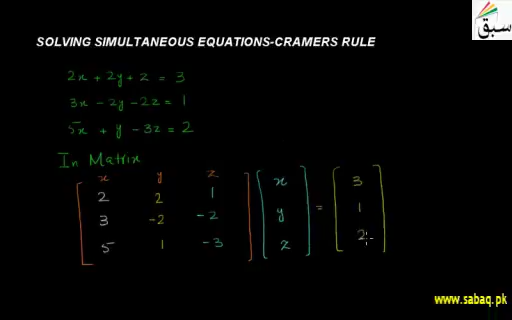 سبق
SOLVING SIMULTANEOUS EQUATIONS-CRAMERS RULE
2x + 2y + z = 3
3x - 2y - 2z = 1
5x + y - 3z = 2
In Matrix
x y z
2 2 1 x 3
3 -2 -2 y = 1
5 1 -3 z 2
www.sabaq.pk